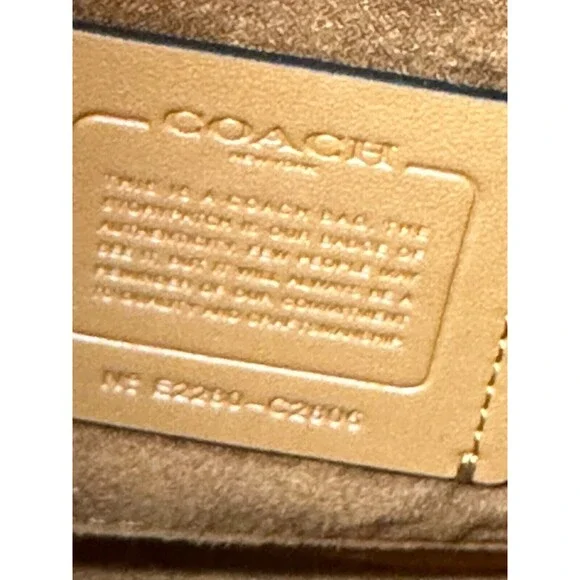 COACH
NEW YORK
THIS IS A COACH BAG. THE
STORYPATCH IS OUR BADGE OF
AUTHENTICITY. FEW PEOPLE MAY
SEE IT, BUT IT WILL ALWAYS BE A
REMINDER OF OUR COMMITMENT
TO QUALITY AND CRAFTSMANSHIP.
Nº